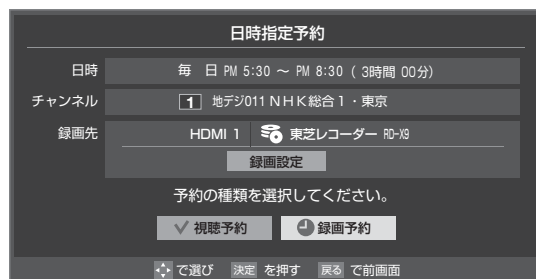 日時指定予約
日時 毎 日 PM 5:30 ～ PM 8:30 ( 3時間 00分)
チャンネル 1 地デジ011 ＮＨＫ総合１・東京
録画先 HDMI 1 東芝レコーダー RD-X9
録画設定
予約の種類を選択してください。
視聴予約 録画予約
で選び 決定 を押す 戻る で前画面